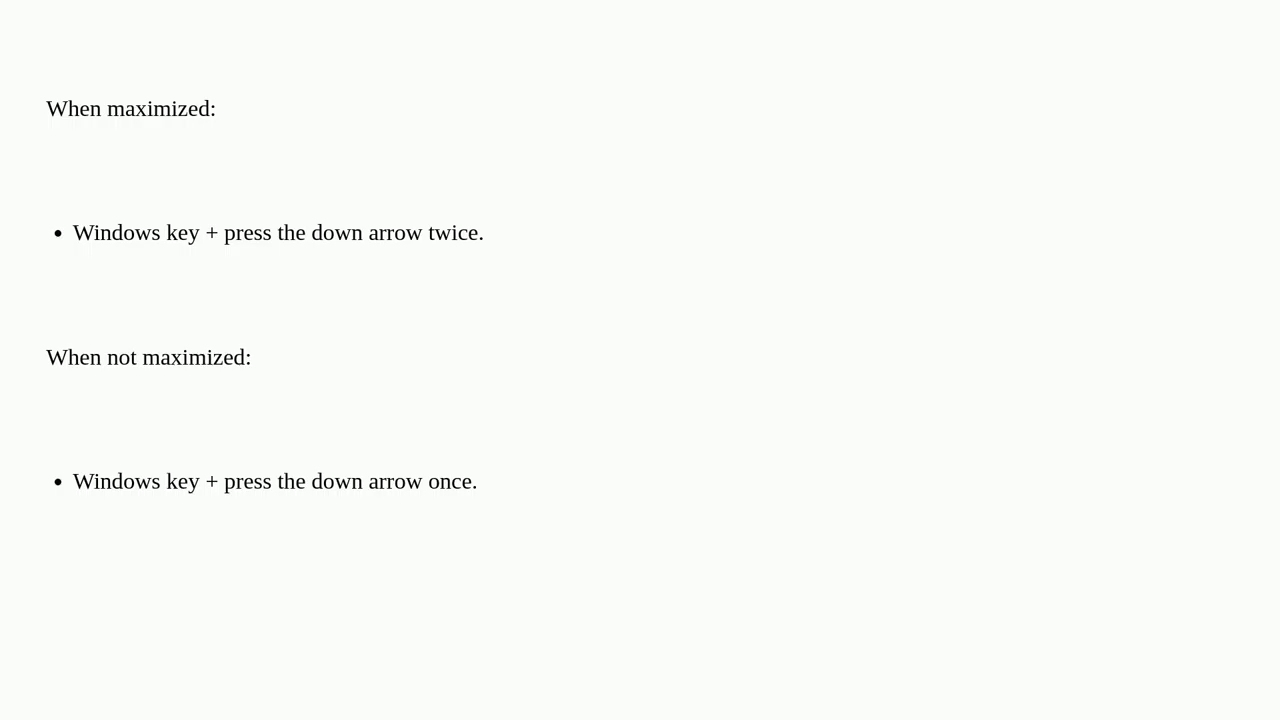 When maximized:
• Windows key + press the down arrow twice.
When not maximized:
• Windows key + press the down arrow once.